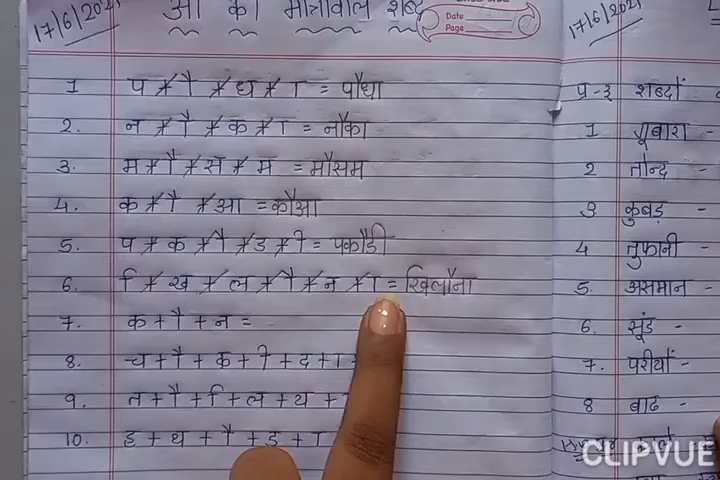 17/6/2021 औ की मात्रावाले शब्द
Date
Page
17/6/2021
1 प + ौ + ध + ा = पौधा
2. न + ौ + क + ा = नौका
3. म + ौ + स + म = मौसम
4. क + ौ + आ = कौआ
5. प + क + ौ + ड + ी = पकौडी
6. ि + ख + ल + ौ + न + ा = खिलौना
7. क + ौ + न =
8. च + ौ + क + ी + द + ा +
9. त + ौ + ि + ल + य +
10. ह + थ + ौ + ड + ा
प्र-३ शब्दों
1 गूबारा -
2 तोन्द -
3 कुबड़ -
4 तुफानी -
5. असमान -
6. सूंड -
7. परीयों -
8 बाढ -
CLIPVUE